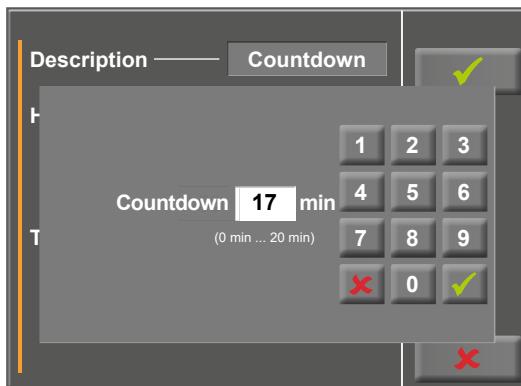 Description Countdown
H
1 2 3
Countdown 17 min
4 5 6
T
(0 min ... 20 min)
7 8 9
0